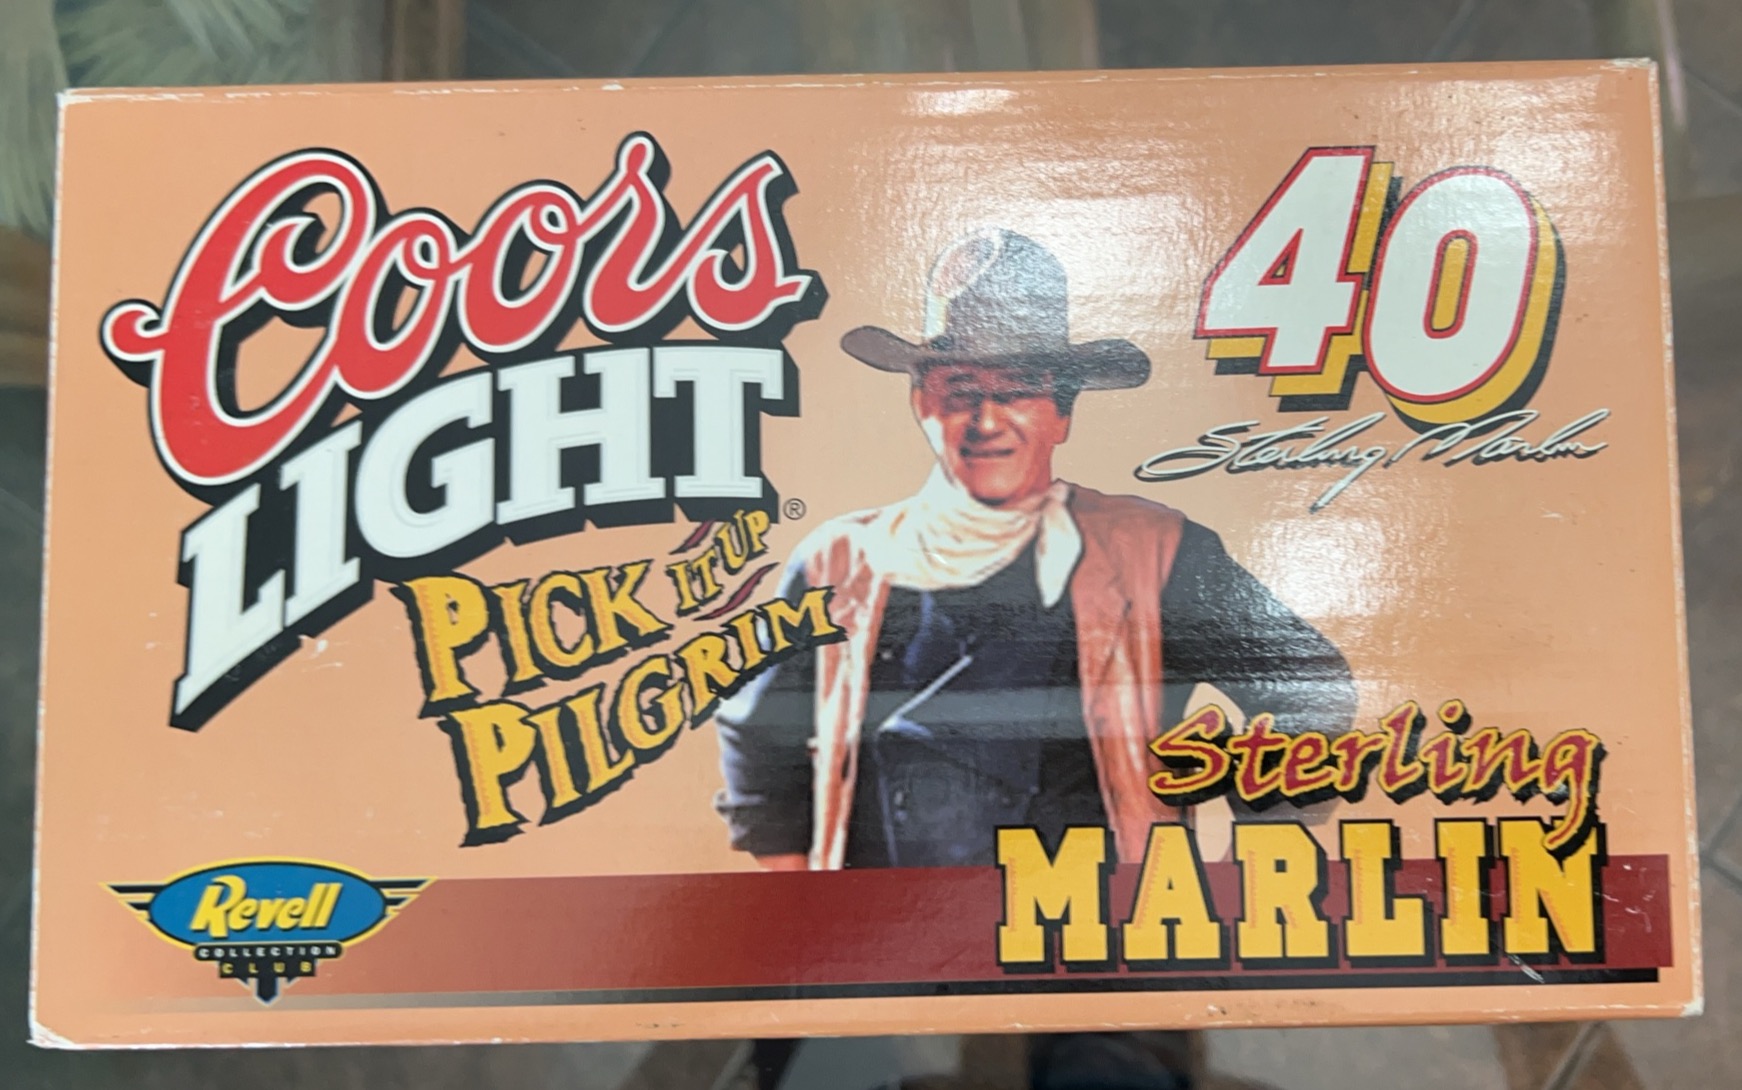 Coors
LIGHT®
PICK IT UP
PILGRIM
40
Sterling Marlin
Sterling
MARLIN
Revell
COLLECTION
CLUB